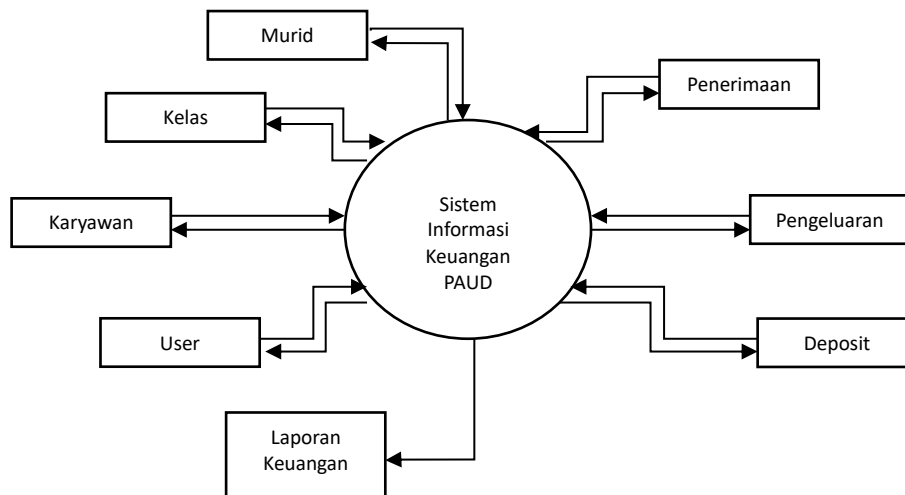 Murid
Penerimaan
Kelas
Sistem
Informasi
Keuangan
PAUD
Karyawan
Pengeluaran
User
Deposit
Laporan
Keuangan